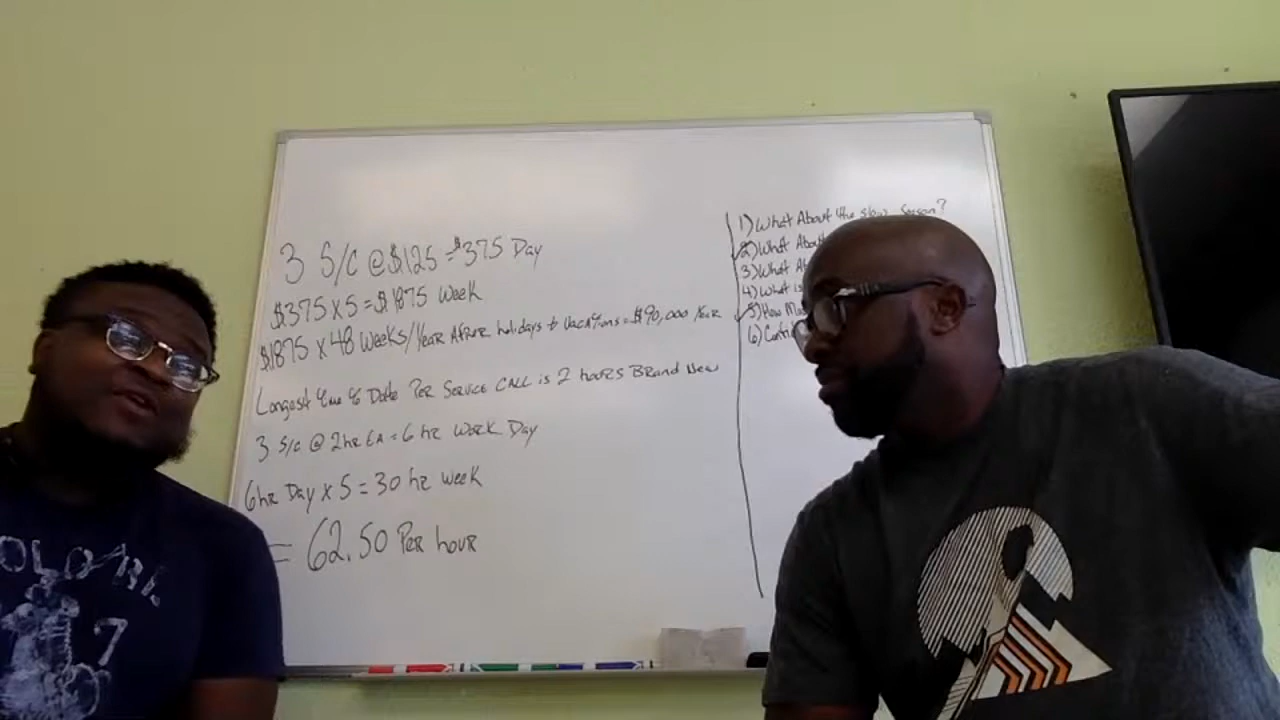 3 S/C @ $125 = $375 Day
$375 x 5 = $1875 Week
$1875 x 48 Weeks/Year After holidays + VACATIONS = $90,000 Year
Longest time to Date Per Service CALL is 2 hours Brand New
3 S/C @ 2hr EA = 6 hr Work Day
6hr Day x 5 = 30 hr week
= 62.50 Per hour
1) What About the slow Season?
2) What About
3) What
4) What is
5) How
6)
7